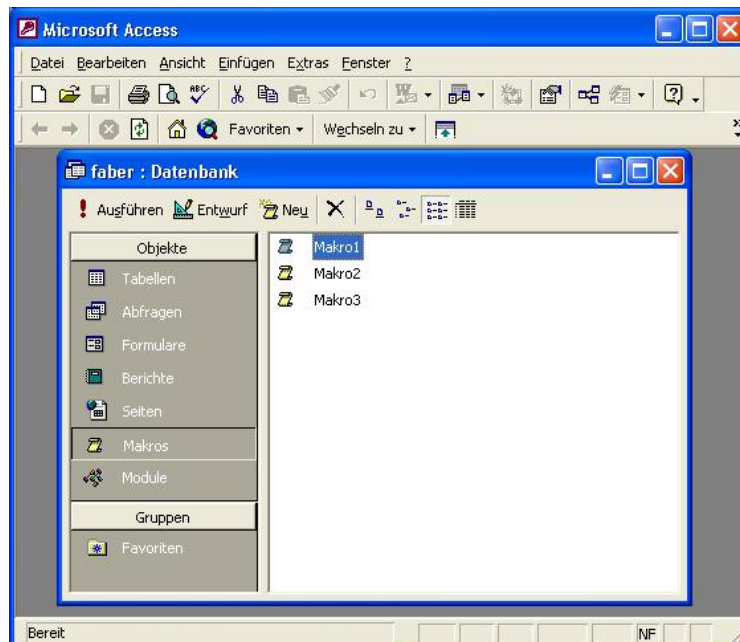 Microsoft Access
Datei Bearbeiten Ansicht Einfügen Extras Fenster ?
ABC
Favoriten Wechseln zu
faber : Datenbank
Ausführen Entwurf Neu
Objekte
Tabellen
Abfragen
Formulare
Berichte
Seiten
Makros
Module
Gruppen
Favoriten
Makro1
Makro2
Makro3
Bereit NF